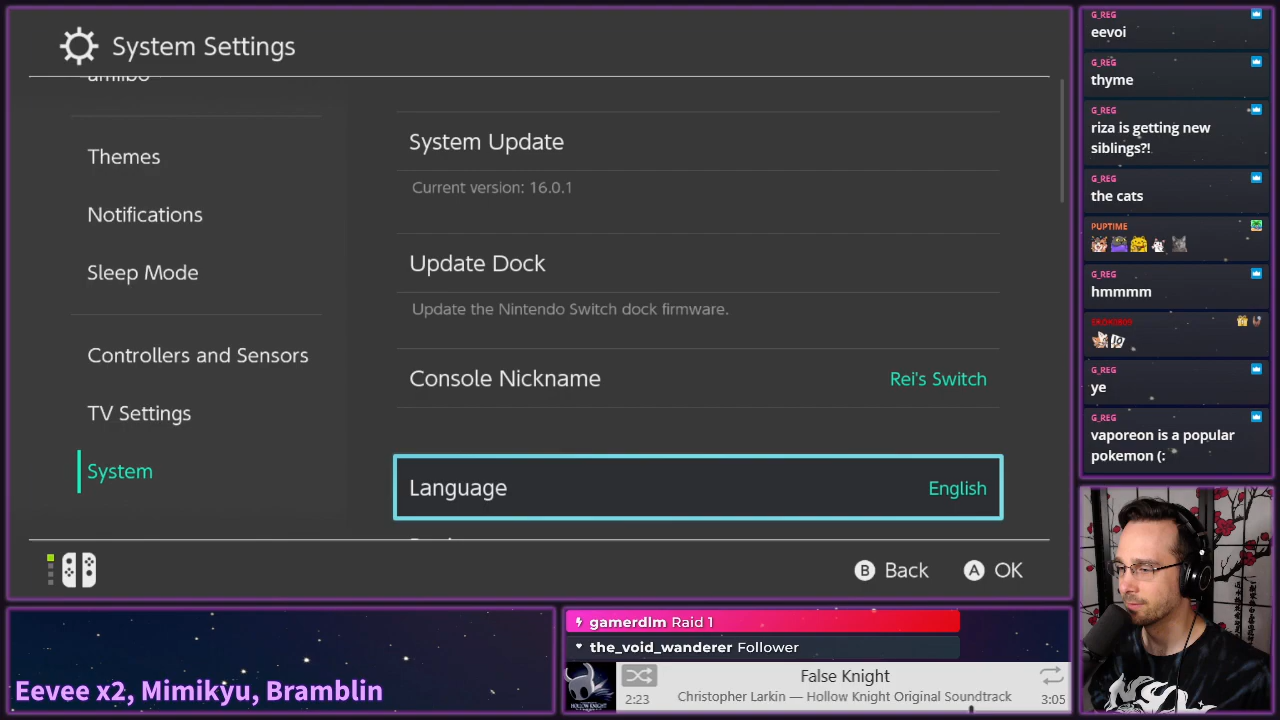 System Settings
amiibo
Themes
Notifications
Sleep Mode
Controllers and Sensors
TV Settings
System
System Update
Current version: 16.0.1
Update Dock
Update the Nintendo Switch dock firmware.
Console Nickname
Rei's Switch
Language
English
B Back
A OK
G_REG
eevoi
G_REG
thyme
G_REG
riza is getting new
siblings?!
G_REG
the cats
PUPTIME
G_REG
hmmmm
G_REG
ye
G_REG
vaporeon is a popular
pokemon (:
Eevee x2, Mimikyu, Bramblin
gamerdlm Raid 1
the_void_wanderer Follower
HOLLOW KNIGHT
False Knight
2:23
Christopher Larkin — Hollow Knight Original Soundtrack
3:05